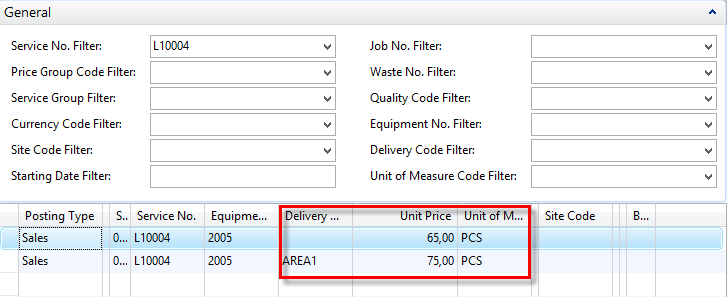 General
Service No. Filter: L10004 Job No. Filter:
Price Group Code Filter: Waste No. Filter:
Service Group Filter: Quality Code Filter:
Currency Code Filter: Equipment No. Filter:
Site Code Filter: Delivery Code Filter:
Starting Date Filter: Unit of Measure Code Filter:
Posting Type S.. Service No. Equipme... Delivery ... Unit Price Unit of M... Site Code B...
Sales 0... L10004 2005 65,00 PCS
Sales 0... L10004 2005 AREA1 75,00 PCS